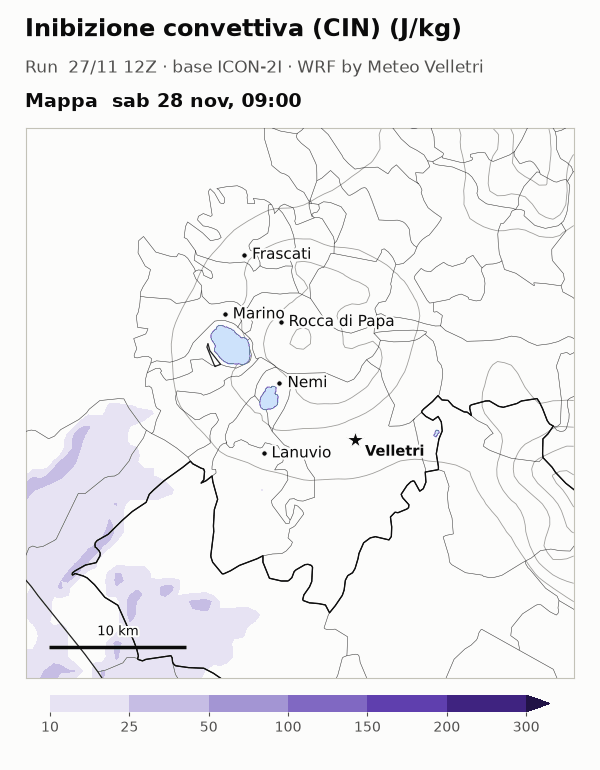 Inibizione convettiva (CIN) (J/kg)
Run 27/11 12Z · base ICON-2I · WRF by Meteo Velletri
Mappa sab 28 nov, 09:00
Frascati
Marino
Rocca di Papa
Nemi
Velletri
Lanuvio
10 km
10 25 50 100 150 200 300